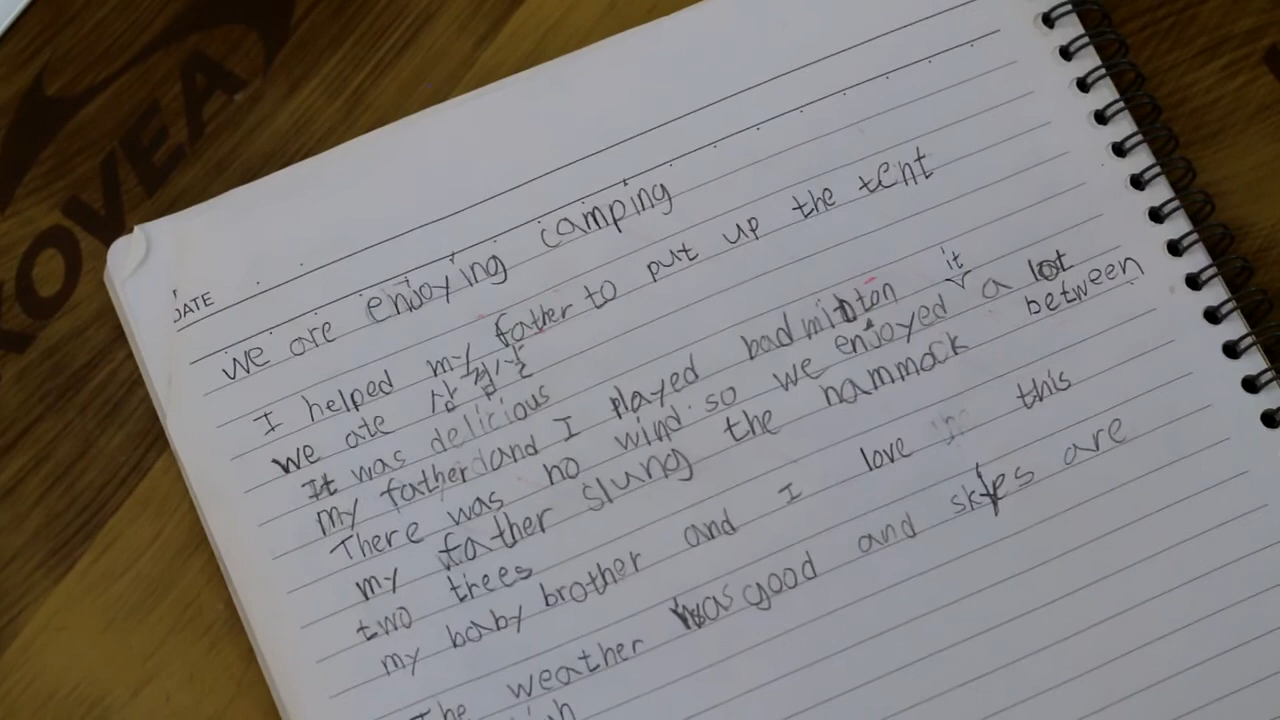 KOVEA
DATE
we are enjoying camping
I helped my father to put up the tent
we ate 삼겹살
It was delicious
my father and I played badminton
There was no wind. so we enjoyed it a lot
my father slung the hammock between
two trees
my baby brother and I love this
The weather was good and skies are